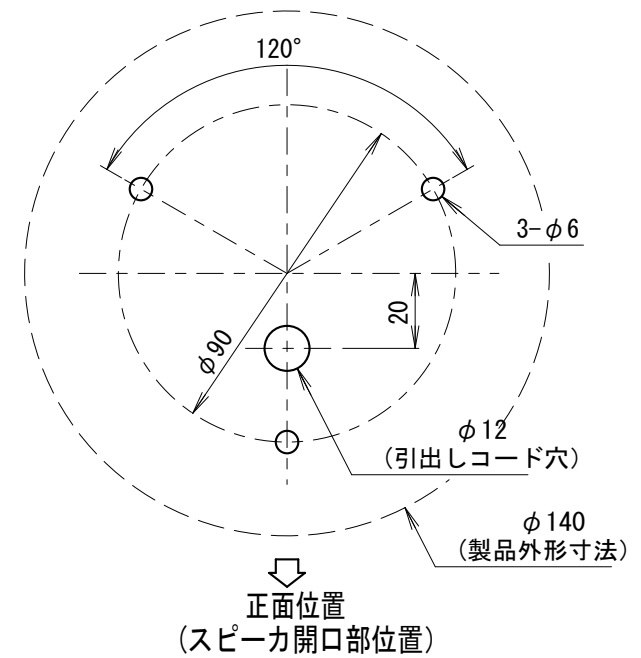 120°
3-φ6
20
φ90
φ12
(引出しコード穴)
φ140
(製品外形寸法)
正面位置
(スピーカ開口部位置)